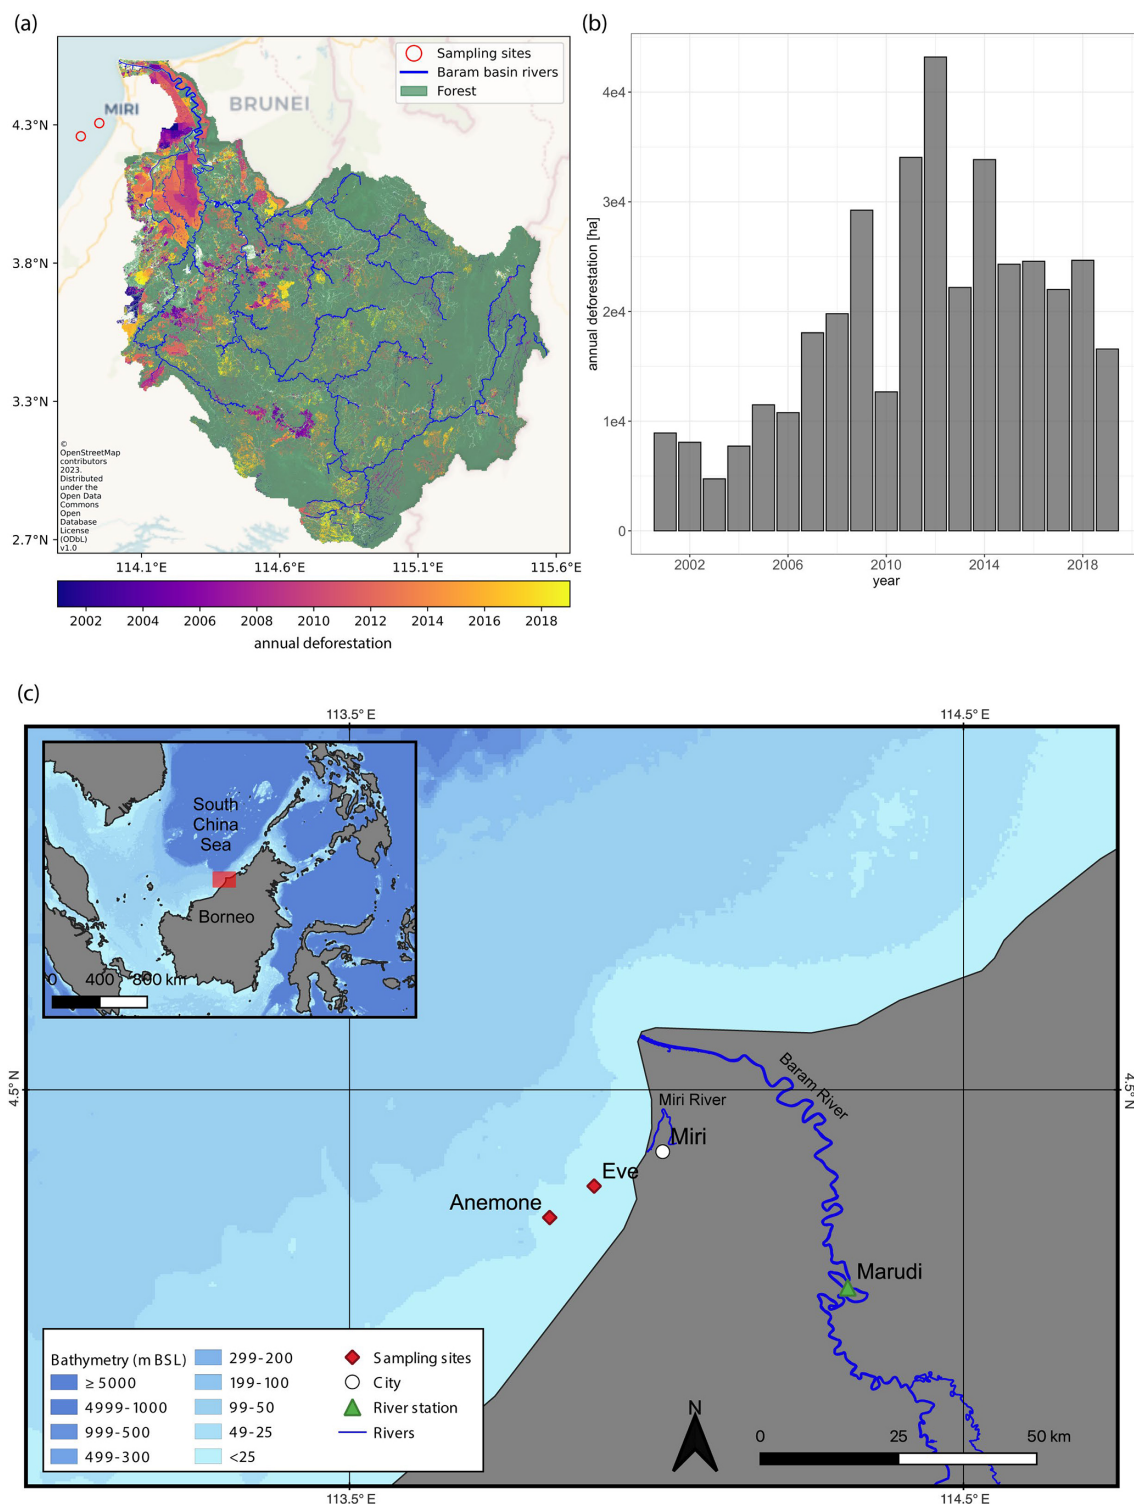 (a)
Sampling sites
Baram basin rivers
Forest
MIRI
BRUNEI
4.3°N
3.8°N
3.3°N
2.7°N
©
OpenStreetMap
contributors
2023.
Distributed
under the
Open Data
Commons
Open
Database
License
(ODbL)
v1.0
114.1°E
114.6°E
115.1°E
115.6°E
2002 2004 2006 2008 2010 2012 2014 2016 2018
annual deforestation
(b)
annual deforestation [ha]
4e4
3e4
2e4
1e4
0
2002 2006 2010 2014 2018
year
(c)
113.5° E
114.5° E
South
China
Sea
Borneo
0 400 800 km
4.5° N
4.5° N
Baram River
Miri River
Miri
Eve
Anemone
Marudi
Bathymetry (m BSL)
≥ 5000
4999-1000
999-500
499-300
299-200
199-100
99-50
49-25
<25
Sampling sites
City
River station
Rivers
N
0 25 50 km
113.5° E
114.5° E